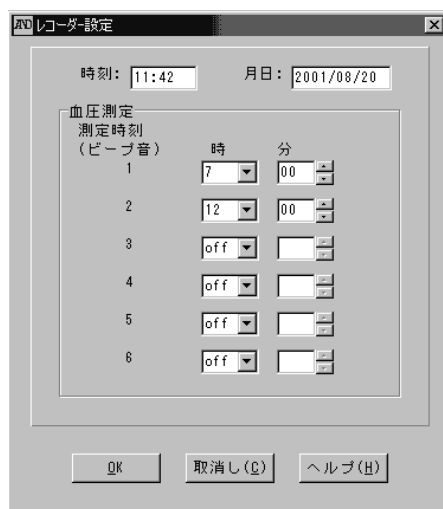 AND レコーダー設定
時刻: 11:42 月日: 2001/08/20
血圧測定
測定時刻
(ビープ音) 時 分
1 7 00
2 12 00
3 off
4 off
5 off
6 off
OK 取消し(C) ヘルプ(H)